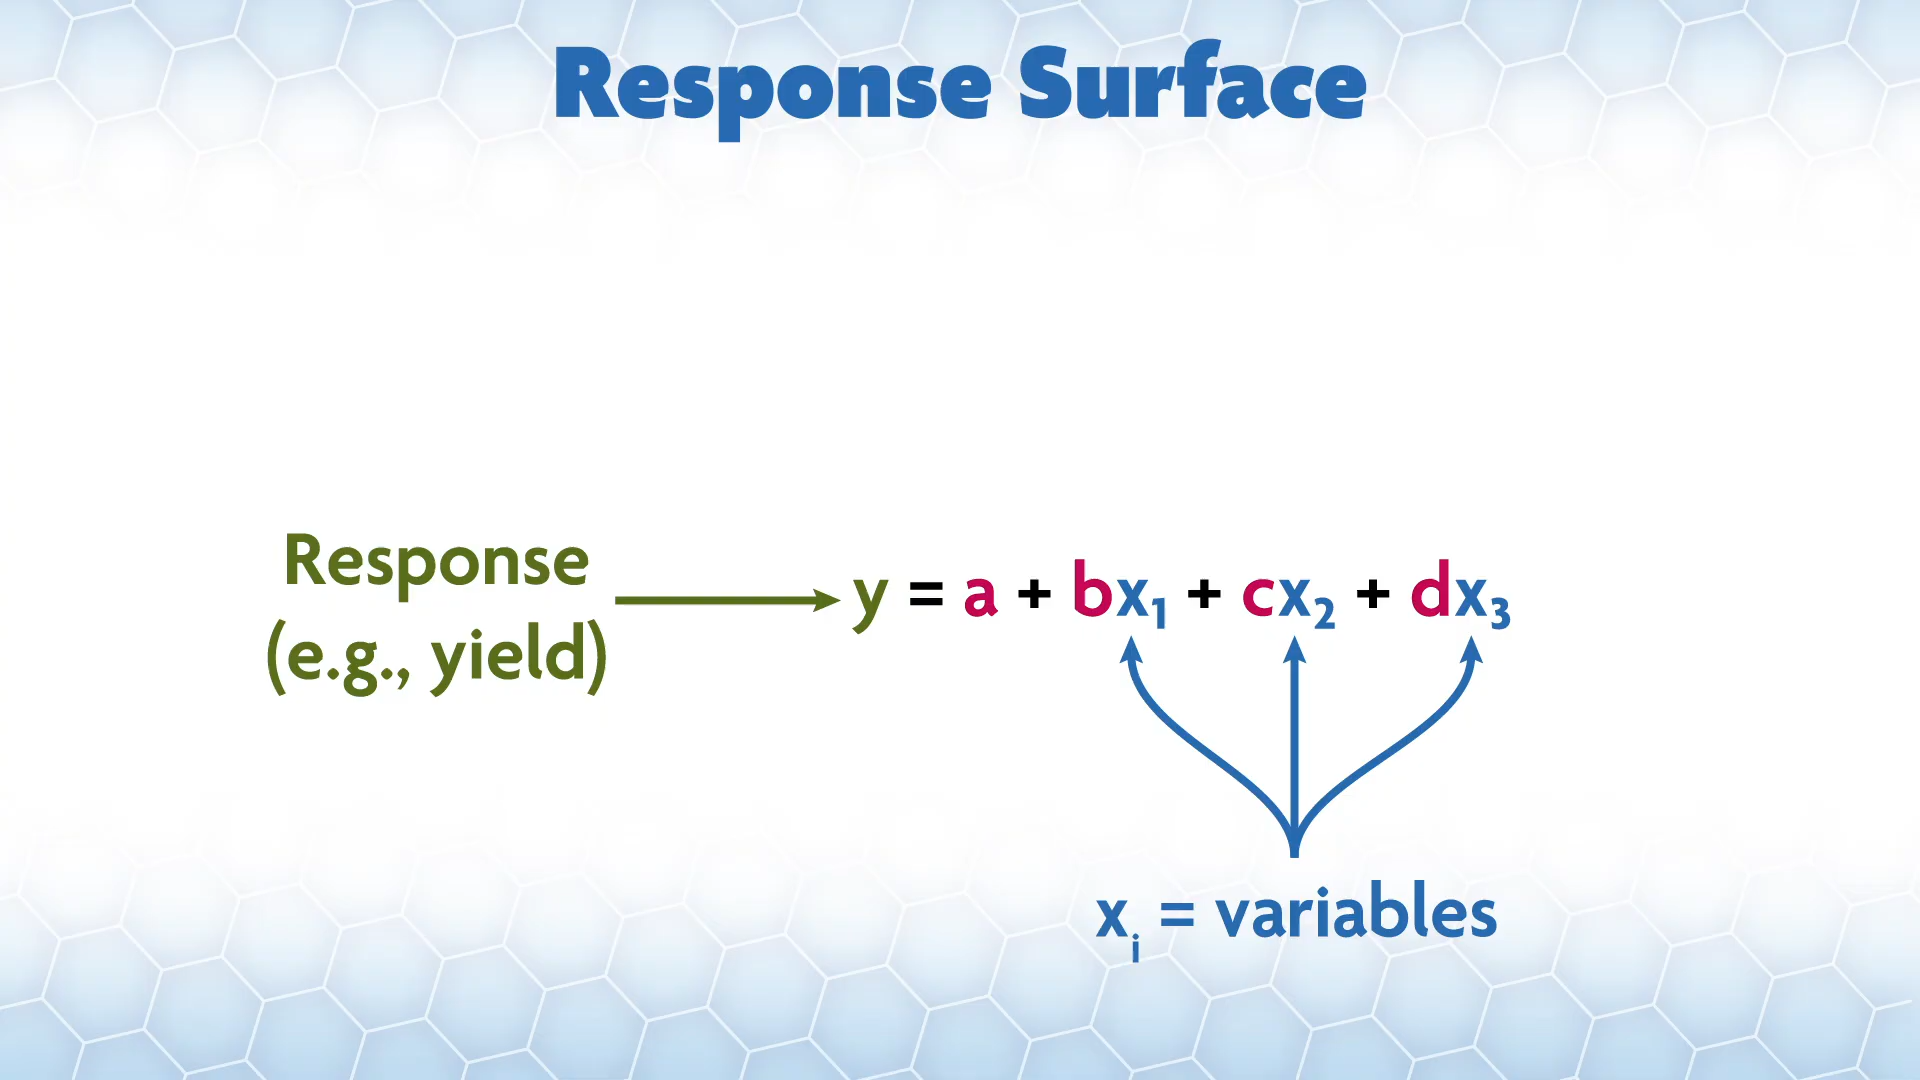 Response Surface
Response
(e.g., yield)
y = a + bx₁ + cx₂ + dx₃
xᵢ = variables